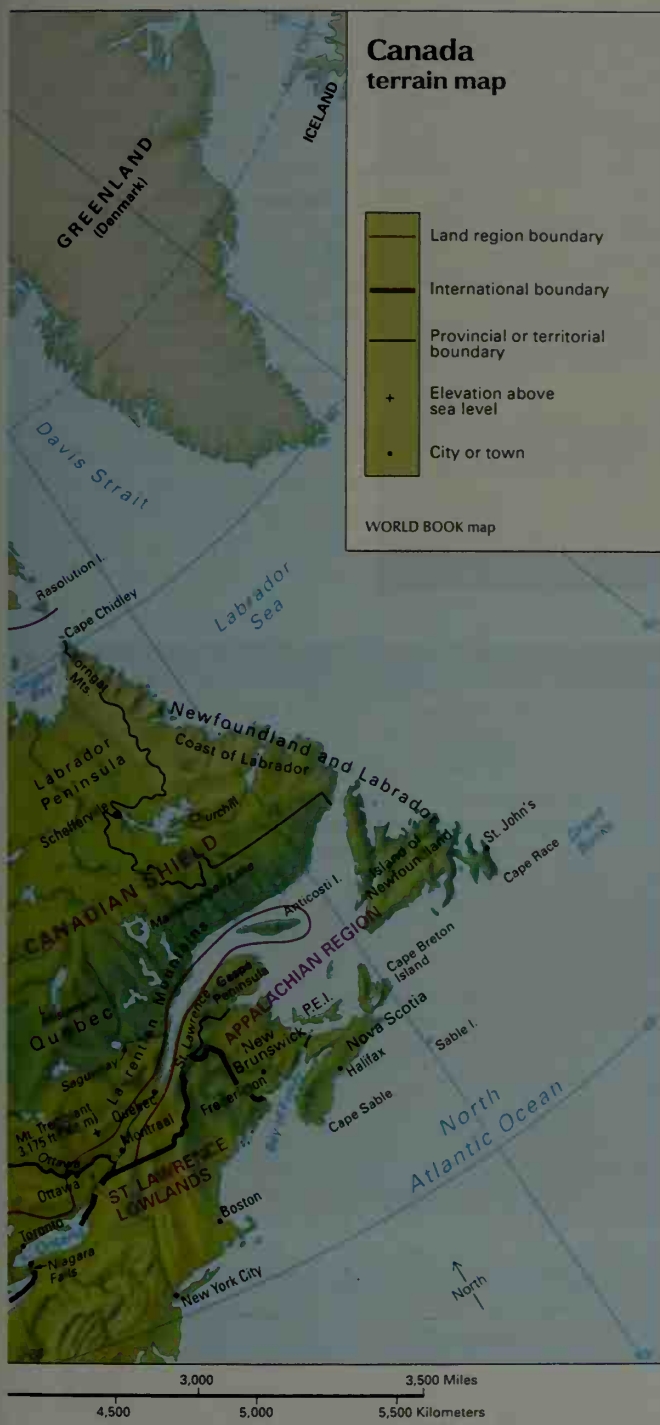 Canada
terrain map
Land region boundary
International boundary
Provincial or territorial
boundary
Elevation above
sea level
City or town
WORLD BOOK map
ICELAND
GREENLAND
(Denmark)
Davis Strait
Rasolution I.
Cape Chidley
Labrador
Sea
Torngat
Mts.
Newfoundland and Labrador
Coast of Labrador
Labrador
Peninsula
Schefferville
Churchill
St. John's
Cape Race
Grand
Banks
Island of
Newfoundland
CANADIAN SHIELD
Anticosti I.
Cape Breton
Island
Laurentian Mountains
Gaspé
Peninsula
APPALACHIAN REGION
Quebec
St. Lawrence
P.E.I.
New
Brunswick
Nova Scotia
Sable I.
Saguenay
Halifax
Fredericton
Quebec
Cape Sable
Mt. Tremblant
3,175 ft.
Montreal
North
Atlantic Ocean
Ottawa
Ottawa
ST. LAWRENCE
LOWLANDS
Boston
Toronto
Niagara
Falls
New York City
North
3,000
3,500 Miles
4,500
5,000
5,500 Kilometers